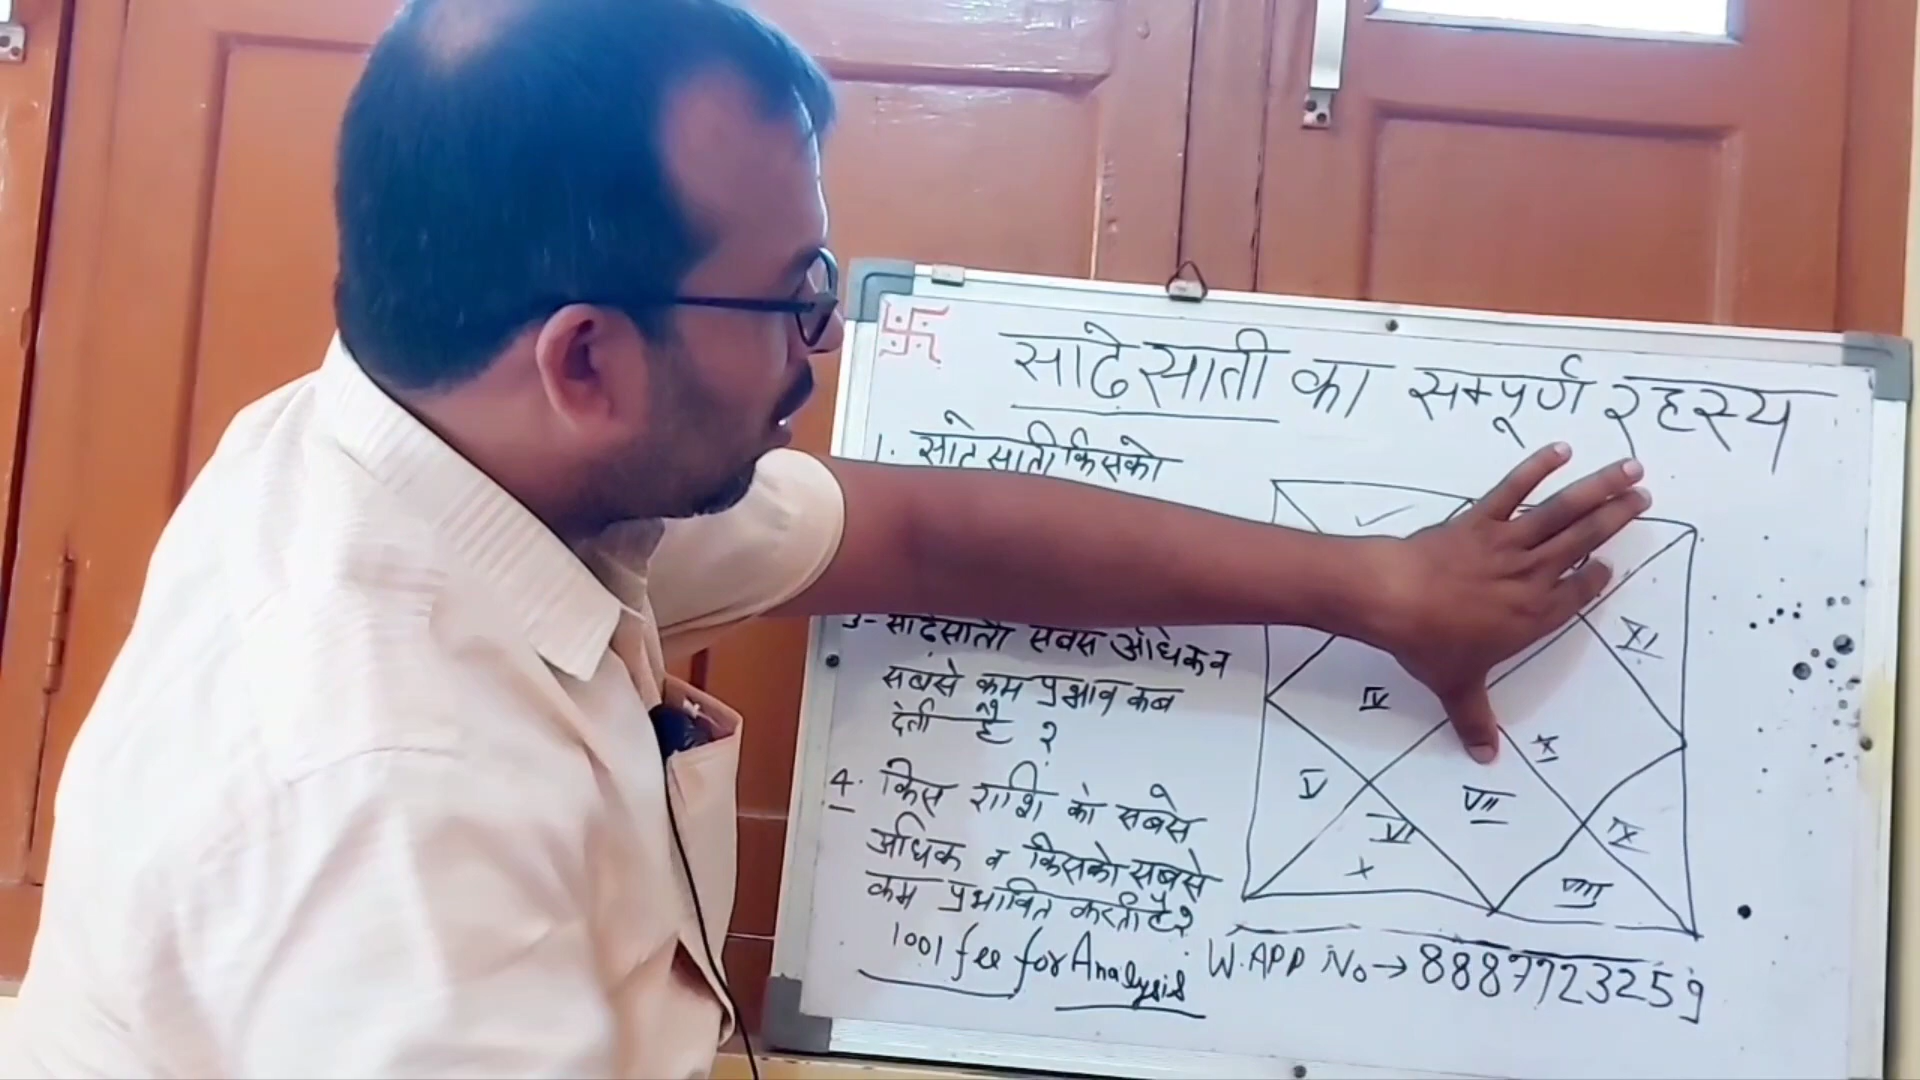 साढेसाती का सम्पूर्ण रहस्य
1. साढे साती किसको
3- साढेसाती सबसे अधिक व
सबसे कम प्रभाव कब
देती है ?
4. किस राशि को सबसे
अधिक व किसको सबसे
कम प्रभावित करती है ?
1001 fee for Analysis
W.APP No → 8887723259
XI
IV
X
V
VII
VI
IX
VIII